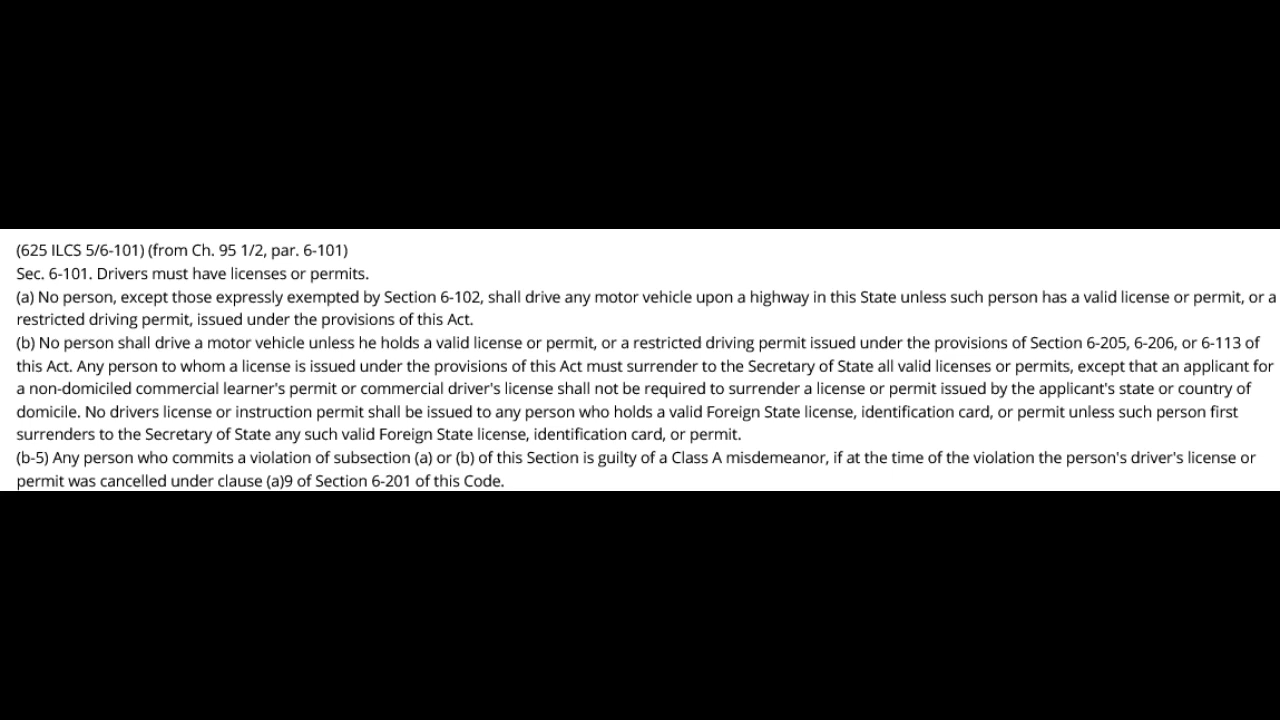 (625 ILCS 5/6-101) (from Ch. 95 1/2, par. 6-101)
Sec. 6-101. Drivers must have licenses or permits.
(a) No person, except those expressly exempted by Section 6-102, shall drive any motor vehicle upon a highway in this State unless such person has a valid license or permit, or a
restricted driving permit, issued under the provisions of this Act.
(b) No person shall drive a motor vehicle unless he holds a valid license or permit, or a restricted driving permit issued under the provisions of Section 6-205, 6-206, or 6-113 of
this Act. Any person to whom a license is issued under the provisions of this Act must surrender to the Secretary of State all valid licenses or permits, except that an applicant for
a non-domiciled commercial learner's permit or commercial driver's license shall not be required to surrender a license or permit issued by the applicant's state or country of
domicile. No drivers license or instruction permit shall be issued to any person who holds a valid Foreign State license, identification card, or permit unless such person first
surrenders to the Secretary of State any such valid Foreign State license, identification card, or permit.
(b-5) Any person who commits a violation of subsection (a) or (b) of this Section is guilty of a Class A misdemeanor, if at the time of the violation the person's driver's license or
permit was cancelled under clause (a)9 of Section 6-201 of this Code.